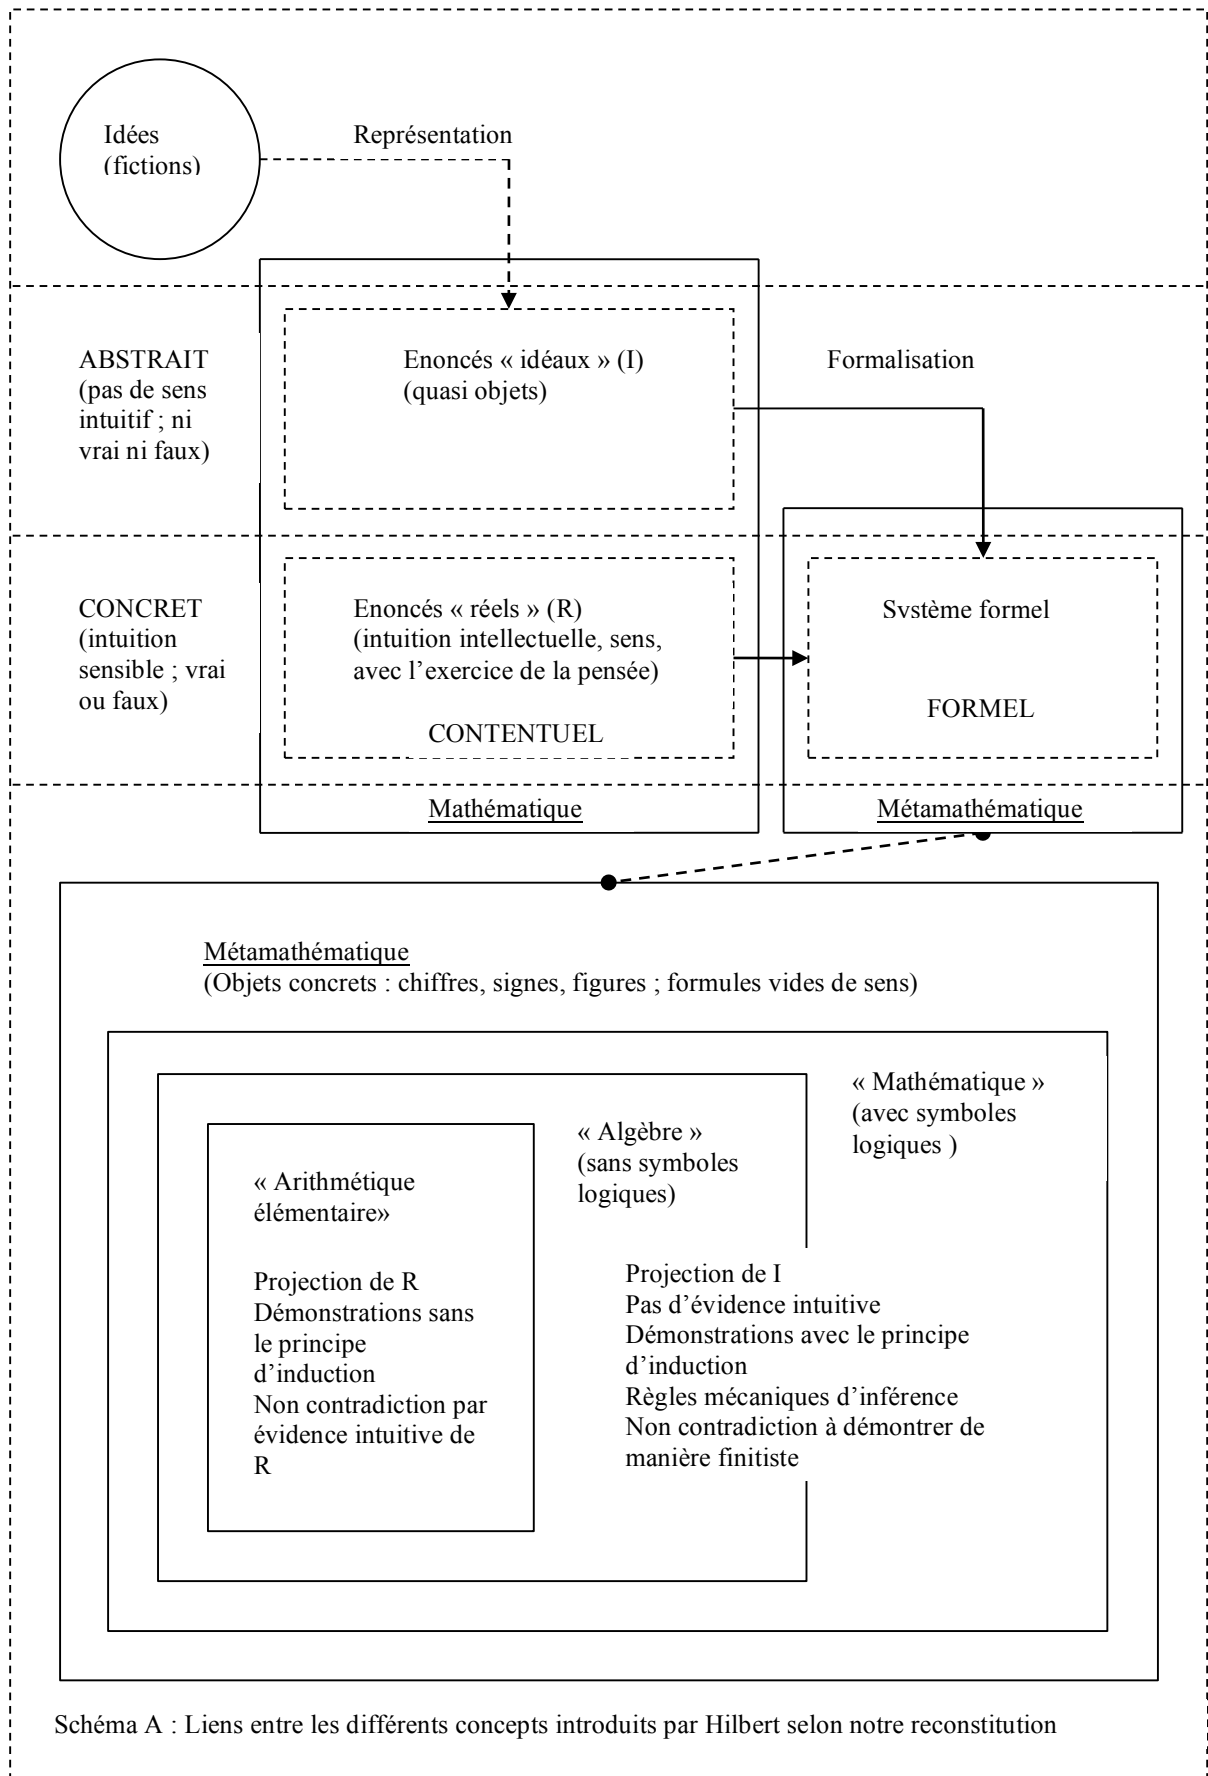 Idées
(fictions)
Représentation
ABSTRAIT
(pas de sens
intuitif ; ni
vrai ni faux)
Enoncés « idéaux » (I)
(quasi objets)
Formalisation
CONCRET
(intuition
sensible ; vrai
ou faux)
Enoncés « réels » (R)
(intuition intellectuelle, sens,
avec l’exercice de la pensée)
CONTENTUEL
Système formel
FORMEL
Mathématique
Métamathématique
Métamathématique
(Objets concrets : chiffres, signes, figures ; formules vides de sens)
« Mathématique »
(avec symboles
logiques )
« Algèbre »
(sans symboles
logiques)
« Arithmétique
élémentaire»
Projection de R
Démonstrations sans
le principe
d’induction
Non contradiction par
évidence intuitive de
R
Projection de I
Pas d’évidence intuitive
Démonstrations avec le principe
d’induction
Règles mécaniques d’inférence
Non contradiction à démontrer de
manière finitiste
Schéma A : Liens entre les différents concepts introduits par Hilbert selon notre reconstitution